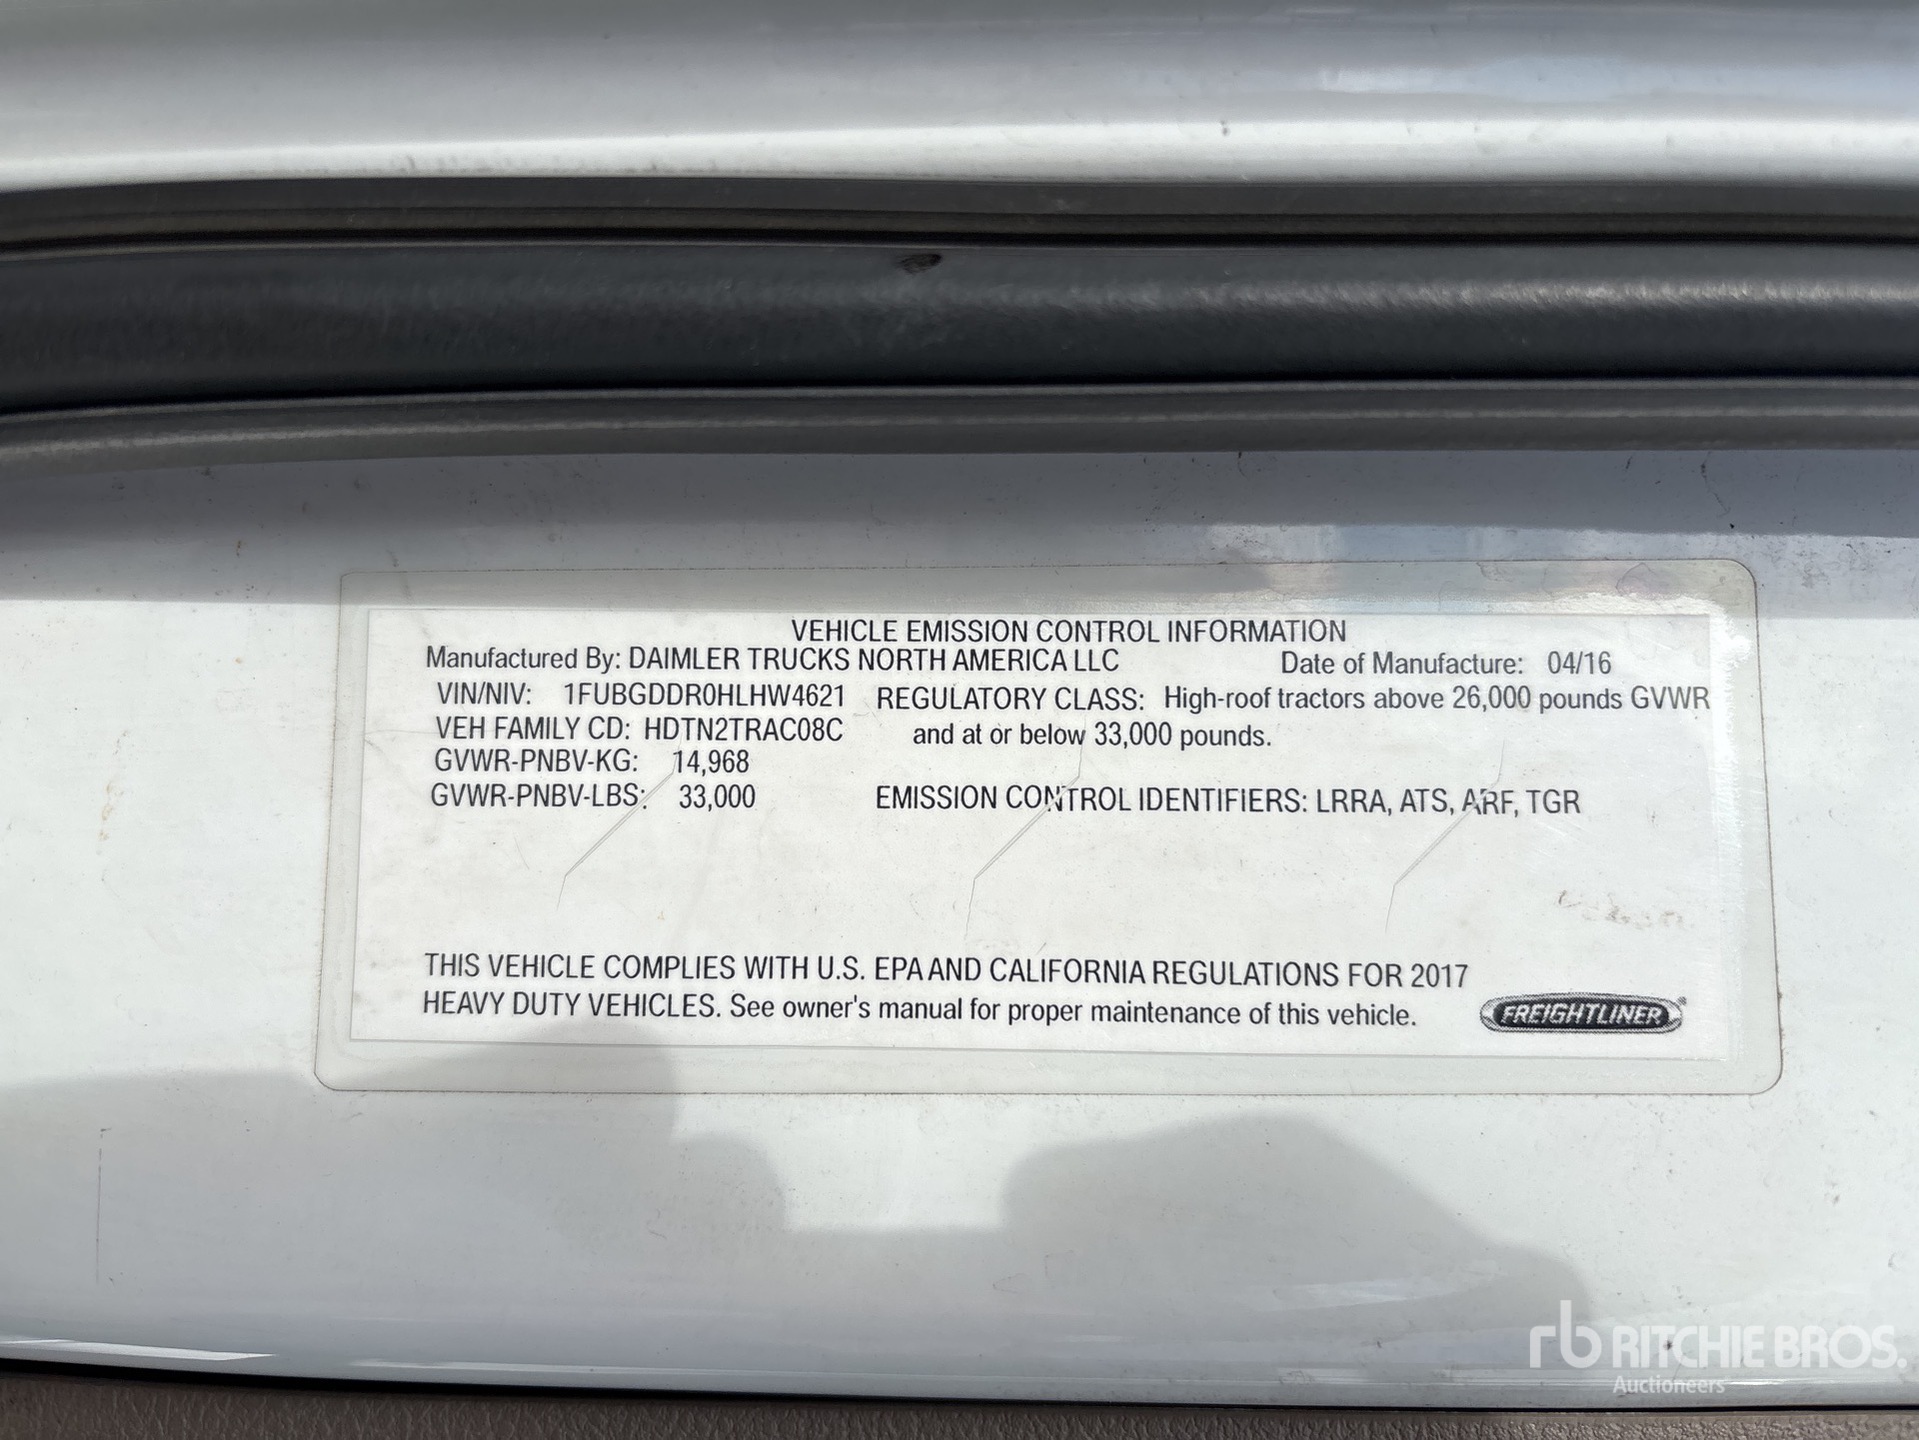 VEHICLE EMISSION CONTROL INFORMATION
Manufactured By: DAIMLER TRUCKS NORTH AMERICA LLC Date of Manufacture: 04/16
VIN/NIV: 1FUBGDDR0HLHW4621 REGULATORY CLASS: High-roof tractors above 26,000 pounds GVWR
VEH FAMILY CD: HDTN2TRAC08C and at or below 33,000 pounds.
GVWR-PNBV-KG: 14,968
GVWR-PNBV-LBS: 33,000 EMISSION CONTROL IDENTIFIERS: LRRA, ATS, ARF, TGR
THIS VEHICLE COMPLIES WITH U.S. EPA AND CALIFORNIA REGULATIONS FOR 2017
HEAVY DUTY VEHICLES. See owner's manual for proper maintenance of this vehicle.
FREIGHTLINER®
rb RITCHIE BROS.
Auctioneers